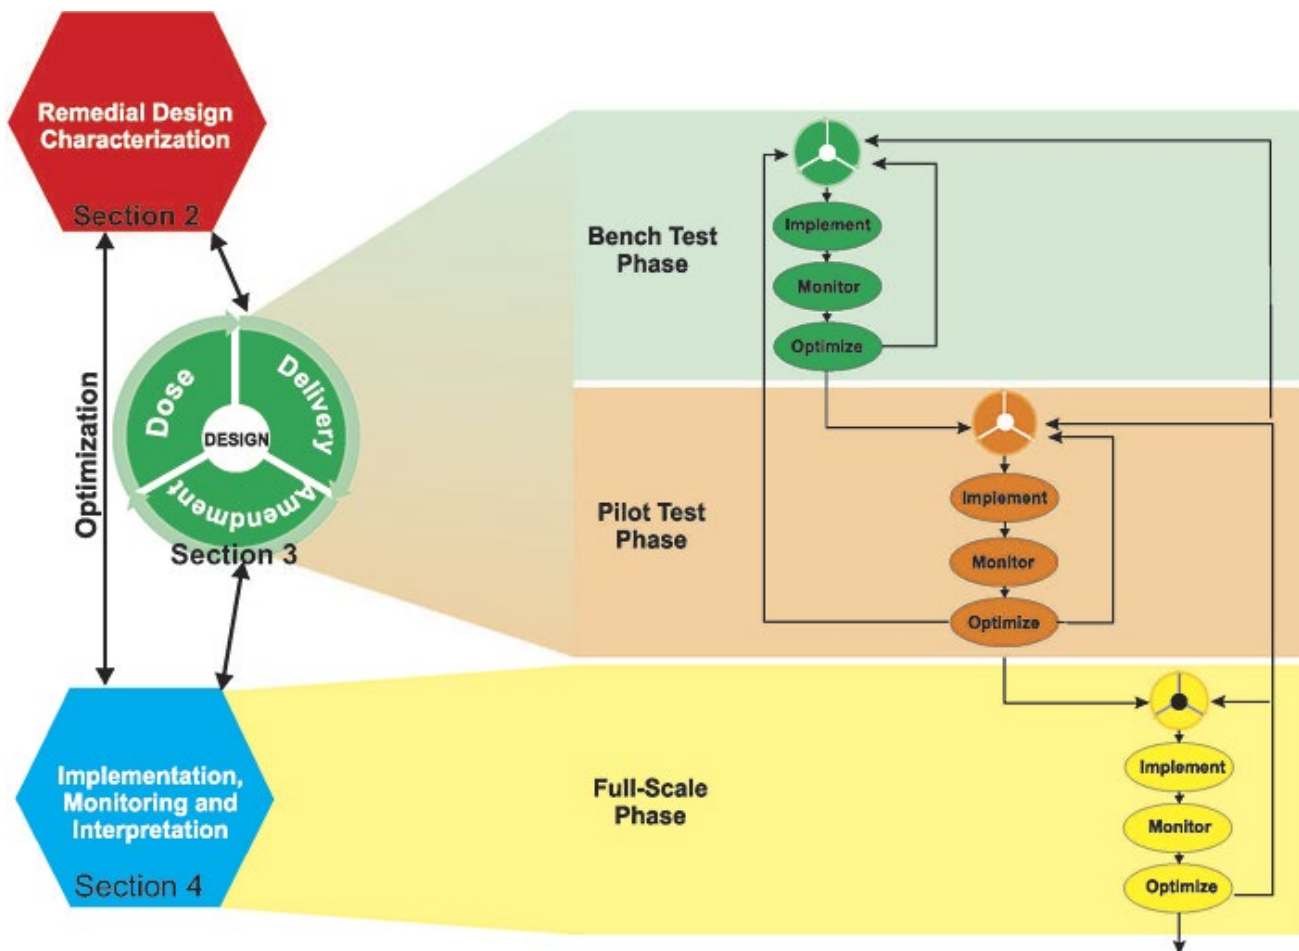 Remedial Design
Characterization
Section 2
Optimization
Dose
Delivery
Amendment
DESIGN
Section 3
Implementation,
Monitoring and
Interpretation
Section 4
Bench Test
Phase
Implement
Monitor
Optimize
Pilot Test
Phase
Implement
Monitor
Optimize
Full-Scale
Phase
Implement
Monitor
Optimize